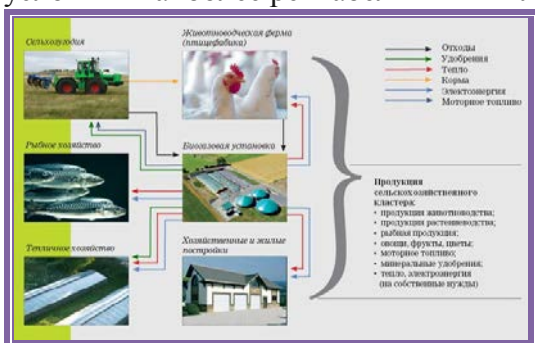 Сельхозугодия
Животноводческая ферма
(птицефабрика)
Отходы
Удобрения
Тепло
Корма
Электоэнергия
Моторное топливо
Рыбное хозяйство
Биогазовая установка
Продукция
сельскохозяйственного
кластера:
• продукция животноводства;
• продукция растениеводства;
• рыбная продукция;
• овощи, фрукты, цветы;
• моторное топливо;
• минеральные удобрения;
• тепло, электроэнергия
(на собственные нужды)
Тепличное хозяйство
Хозяйственные и жилые
постройки